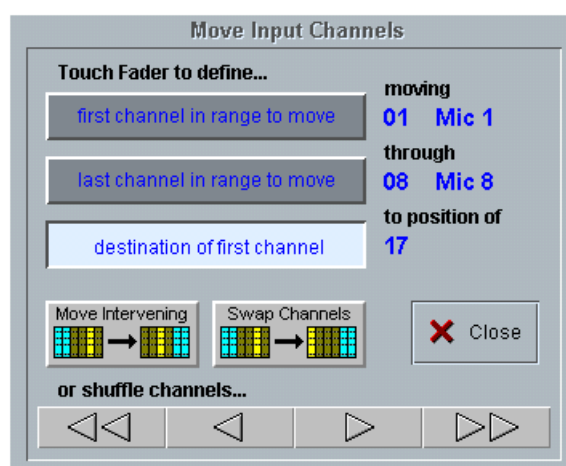 Move Input Channels
Touch Fader to define...
first channel in range to move
moving
01 Mic 1
last channel in range to move
through
08 Mic 8
destination of first channel
to position of
17
Move Intervening
Swap Channels
Close
or shuffle channels...